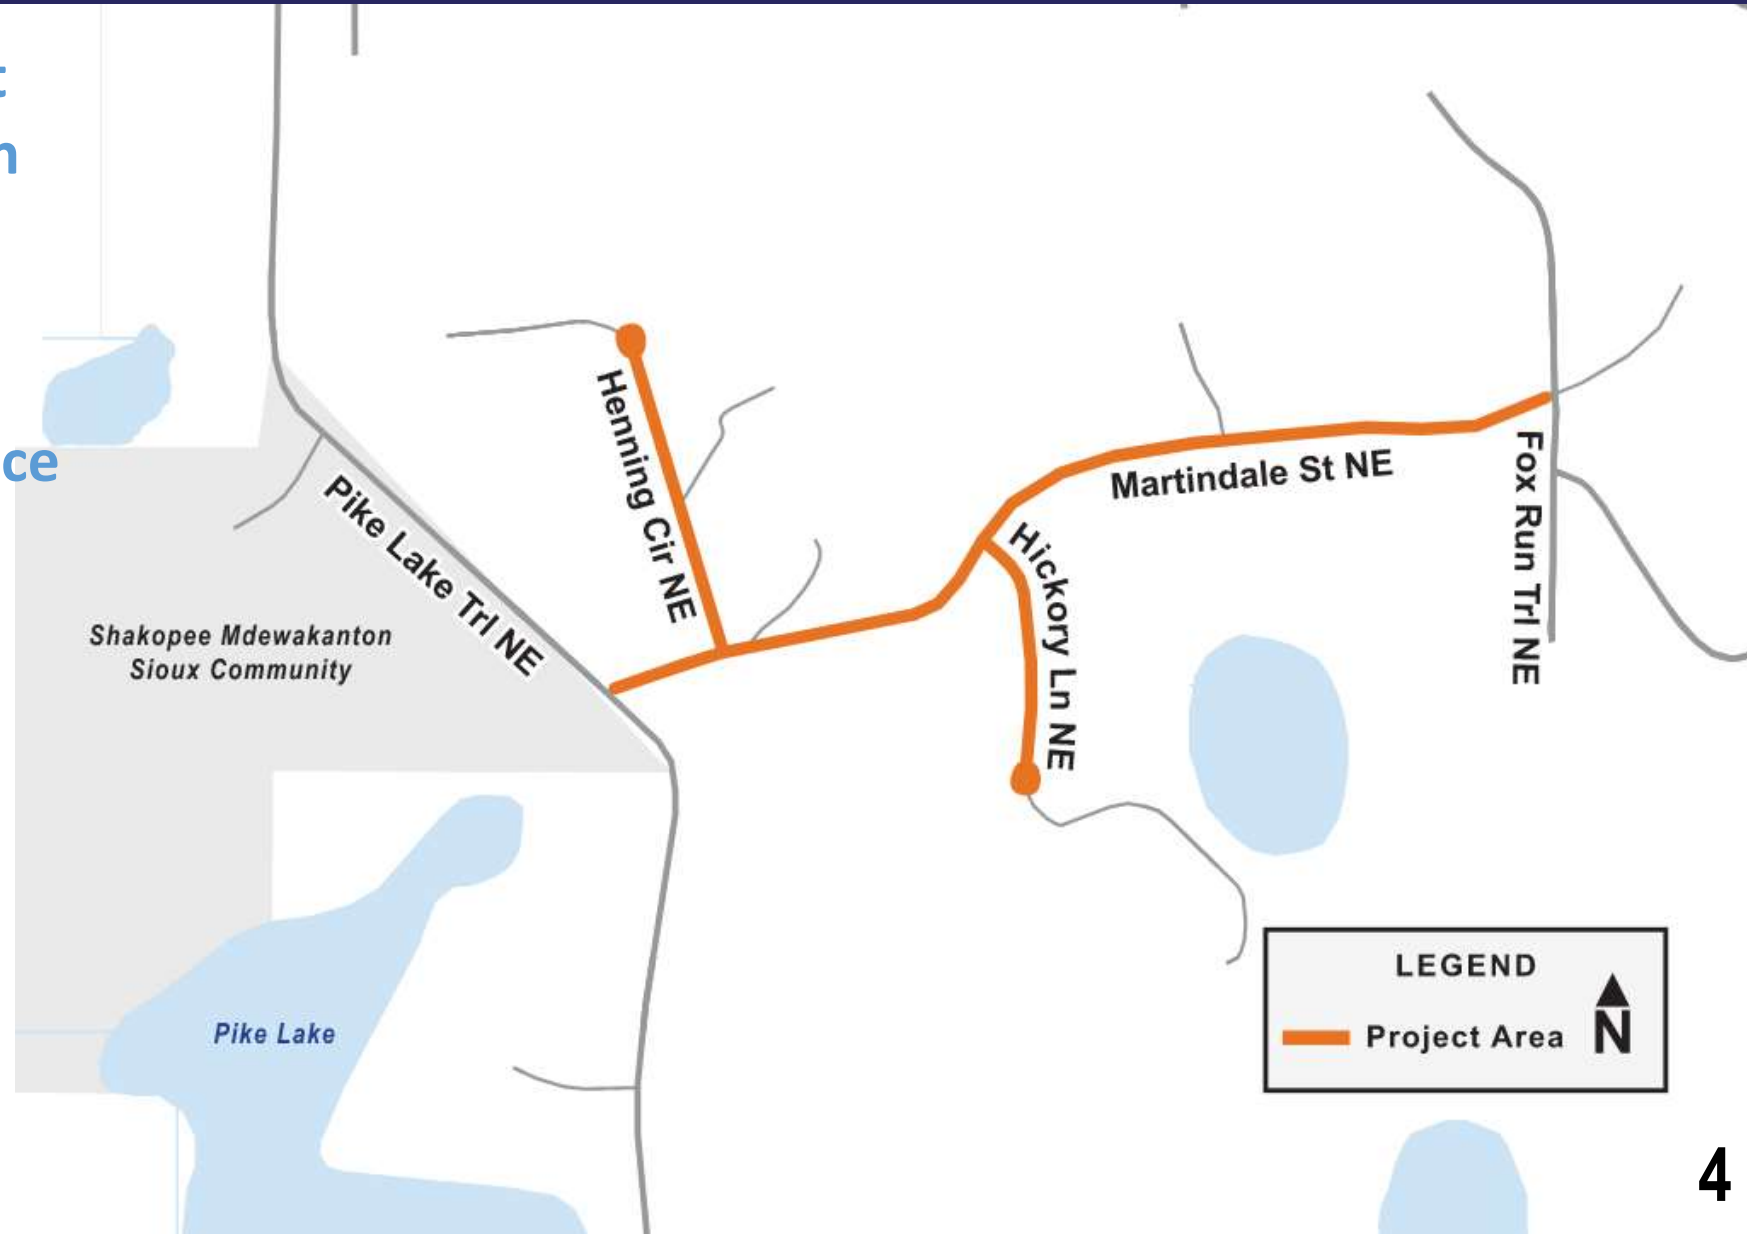 t
n
ce
Henning Cir NE
Pike Lake Trl NE
Martindale St NE
Hickory Ln NE
Fox Run Trl NE
Shakopee Mdewakanton
Sioux Community
Pike Lake
LEGEND
Project Area
N
4